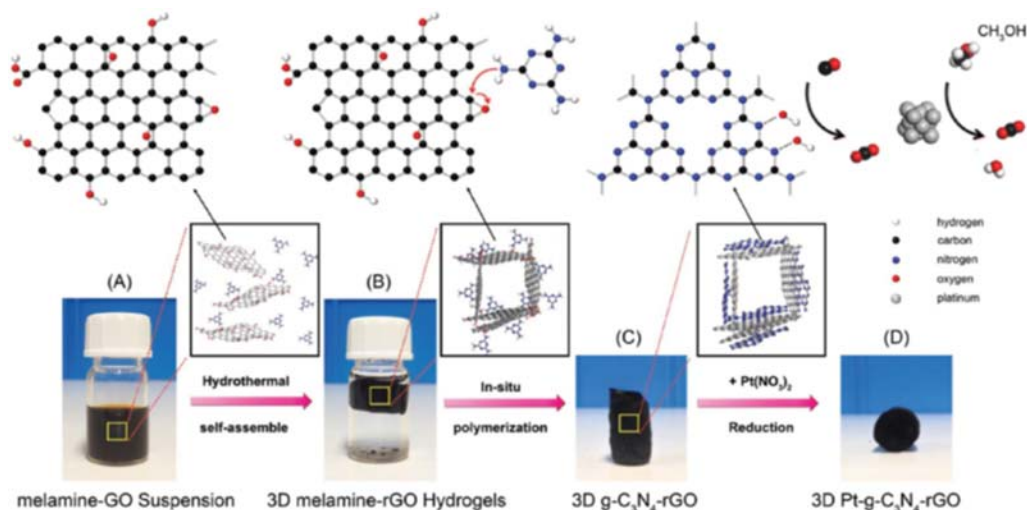 CH₃OH
hydrogen
carbon
nitrogen
oxygen
platinum
(A)
(B)
(C)
(D)
Hydrothermal
self-assemble
In-situ
polymerization
+ Pt(NO₃)₂
Reduction
melamine-GO Suspension
3D melamine-rGO Hydrogels
3D g-C₃N₄-rGO
3D Pt-g-C₃N₄-rGO